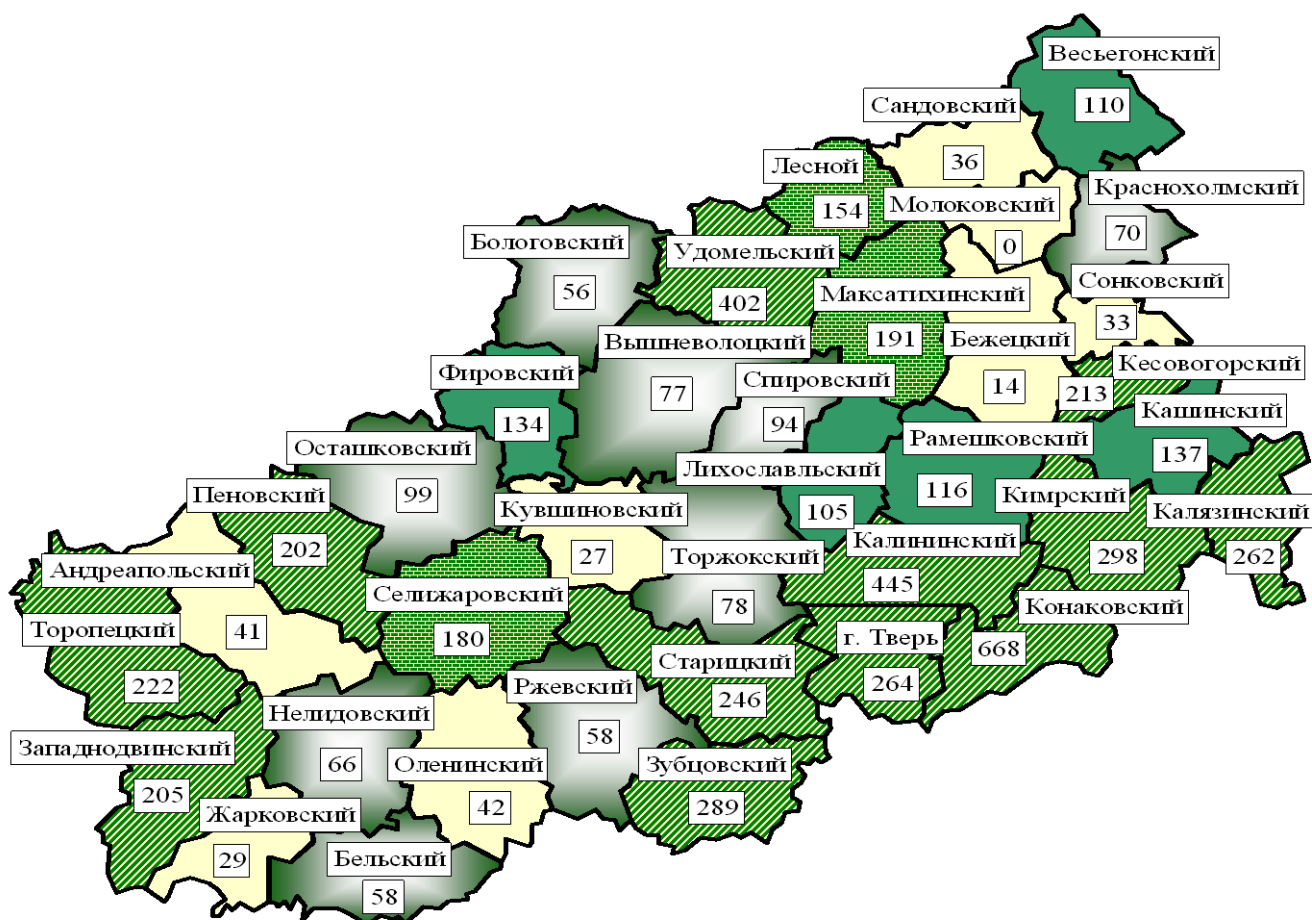 Весьегонский
110
Сандовский
36
Лесной
154
Молоковский
0
Краснохолмский
70
Бологовский
56
Удомельский
402
Максатихинский
191
Сонковский
33
Вышневолоцкий
77
Бежецкий
14
Кесовогорский
213
Фировский
134
Спировский
94
Кашинский
137
Осташковский
99
Лихославльский
105
Рамешковский
116
Кимрский
298
Калязинский
262
Пеновский
202
Кувшиновский
27
Торжокский
78
Калининский
445
Андреапольский
41
Селижаровский
180
Конаковский
668
Торопецкий
222
Старицкий
246
г. Тверь
264
Нелидовский
66
Ржевский
58
Западнодвинский
205
Оленинский
42
Зубцовский
289
Жарковский
29
Бельский
58